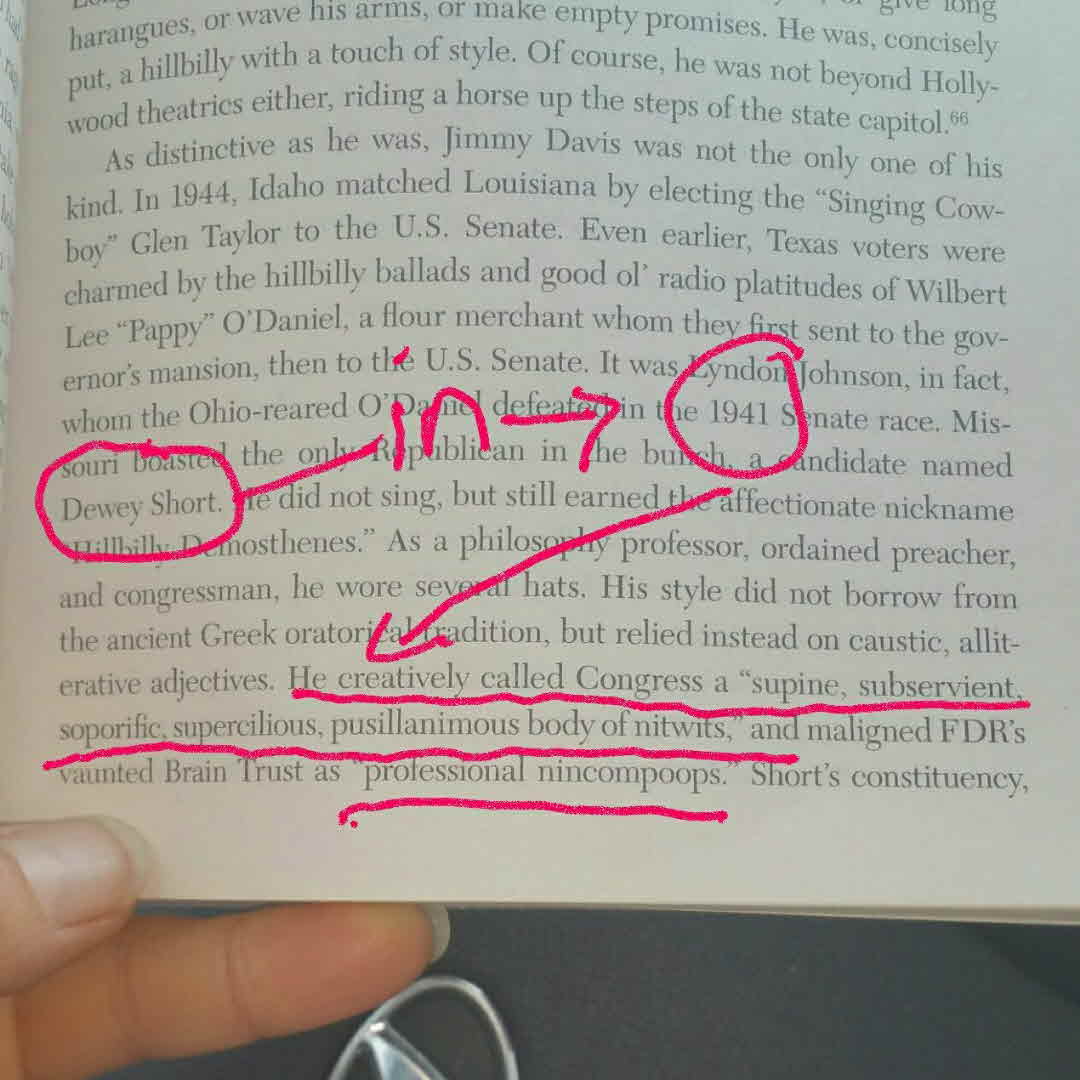 give long
harangues, or wave his arms, or make empty promises. He was, concisely
put, a hillbilly with a touch of style. Of course, he was not beyond Holly-
wood theatrics either, riding a horse up the steps of the state capitol.66
As distinctive as he was, Jimmy Davis was not the only one of his
kind. In 1944, Idaho matched Louisiana by electing the “Singing Cow-
boy” Glen Taylor to the U.S. Senate. Even earlier, Texas voters were
charmed by the hillbilly ballads and good ol’ radio platitudes of Wilbert
Lee “Pappy” O’Daniel, a flour merchant whom they first sent to the gov-
ernor’s mansion, then to the U.S. Senate. It was Lyndon Johnson, in fact,
whom the Ohio-reared O’Daniel defeated in the 1941 Senate race. Mis-
souri boasted the only Republican in the bunch, a candidate named
Dewey Short. He did not sing, but still earned the affectionate nickname
“Hillbilly Demosthenes.” As a philosophy professor, ordained preacher,
and congressman, he wore several hats. His style did not borrow from
the ancient Greek oratorical tradition, but relied instead on caustic, allit-
erative adjectives. He creatively called Congress a “supine, subservient,
soporific, supercilious, pusillanimous body of nitwits,” and maligned FDR’s
vaunted Brain Trust as “professional nincompoops.” Short’s constituency,
in